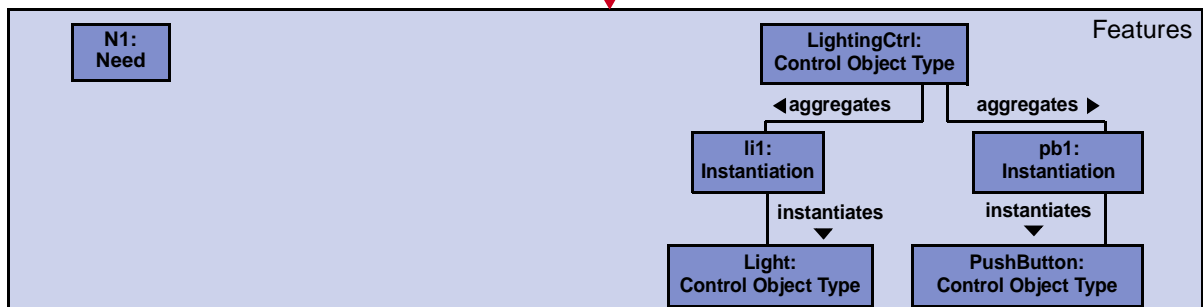 Features
N1:
Need
LightingCtrl:
Control Object Type
aggregates
aggregates
li1:
Instantiation
pb1:
Instantiation
instantiates
instantiates
Light:
Control Object Type
PushButton:
Control Object Type